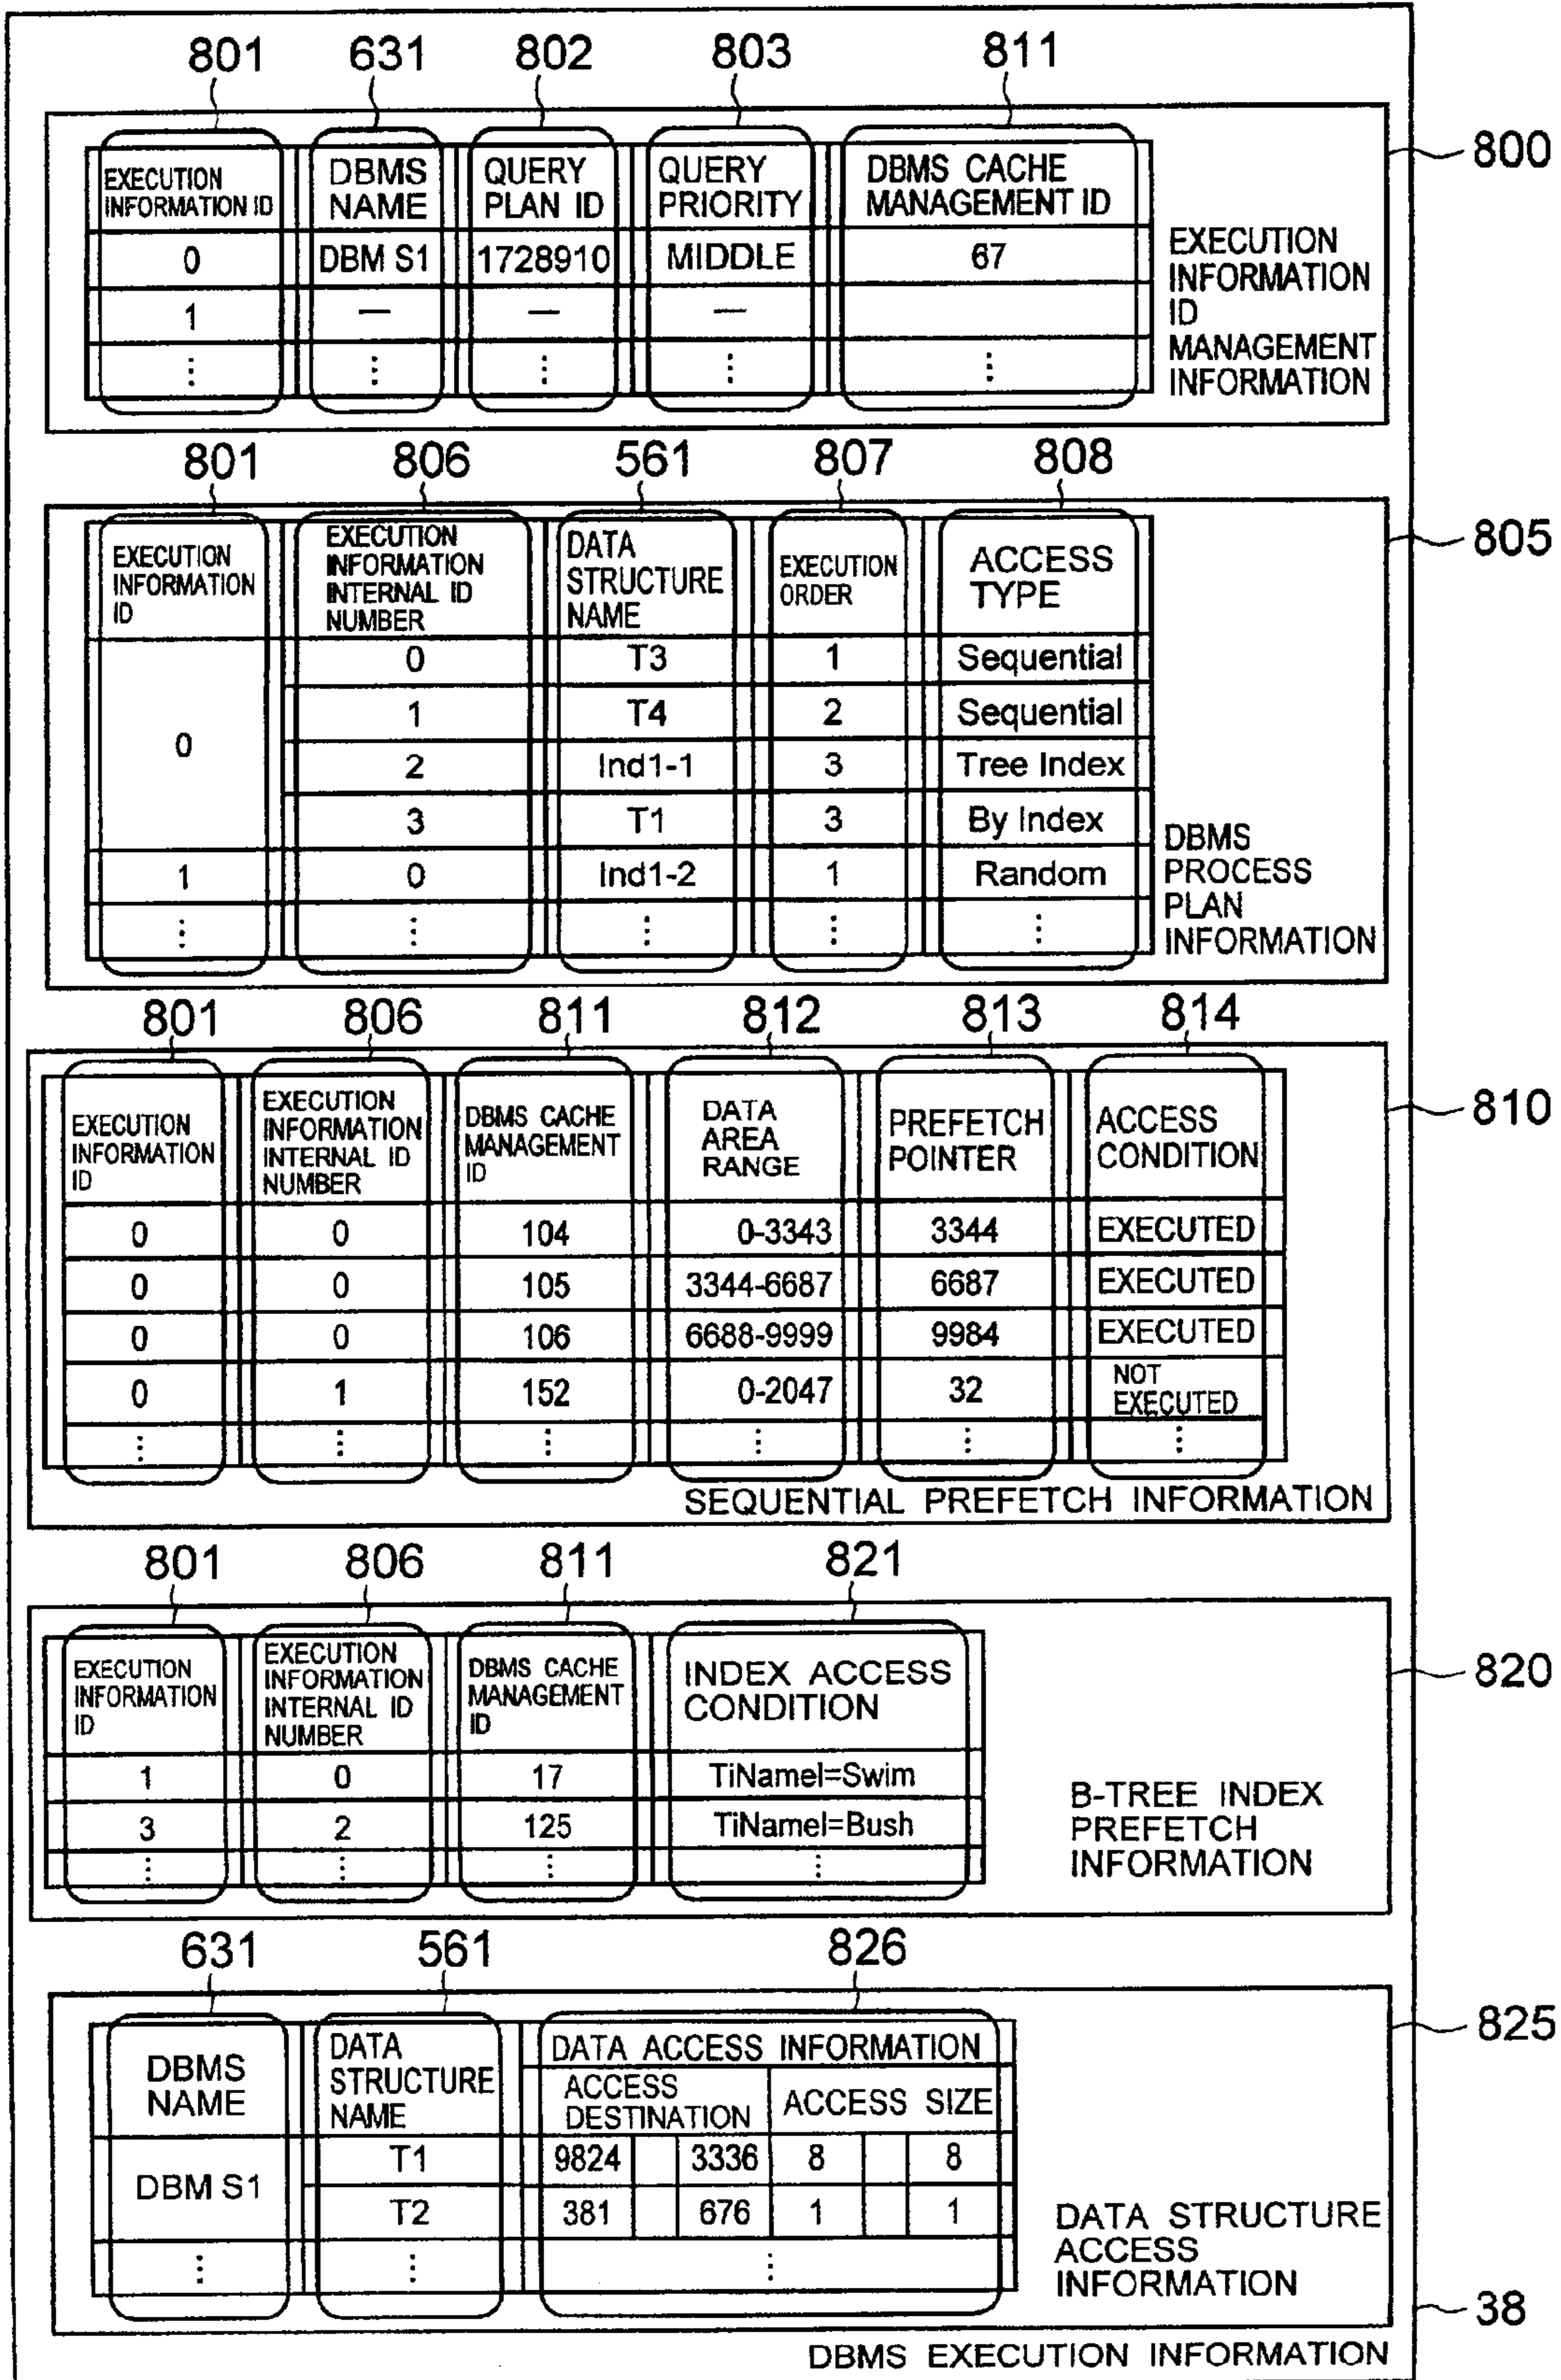 801 631 802 803 811
EXECUTION INFORMATION ID
DBMS NAME
QUERY PLAN ID
QUERY PRIORITY
DBMS CACHE MANAGEMENT ID
0 DBM S1 1728910 MIDDLE 67
1 — — —
⋮ ⋮ ⋮ ⋮ ⋮
EXECUTION
INFORMATION
ID
MANAGEMENT
INFORMATION
800
801 806 561 807 808
EXECUTION INFORMATION ID
EXECUTION INFORMATION INTERNAL ID NUMBER
DATA STRUCTURE NAME
EXECUTION ORDER
ACCESS TYPE
0 0 T3 1 Sequential
1 T4 2 Sequential
2 Ind1-1 3 Tree Index
3 T1 3 By Index
1 0 Ind1-2 1 Random
⋮ ⋮ ⋮ ⋮ ⋮
DBMS
PROCESS
PLAN
INFORMATION
805
801 806 811 812 813 814
EXECUTION INFORMATION ID
EXECUTION INFORMATION INTERNAL ID NUMBER
DBMS CACHE MANAGEMENT ID
DATA AREA RANGE
PREFETCH POINTER
ACCESS CONDITION
0 0 104 0-3343 3344 EXECUTED
0 0 105 3344-6687 6687 EXECUTED
0 0 106 6688-9999 9984 EXECUTED
0 1 152 0-2047 32 NOT EXECUTED
⋮ ⋮ ⋮ ⋮ ⋮ ⋮
SEQUENTIAL PREFETCH INFORMATION
810
801 806 811 821
EXECUTION INFORMATION ID
EXECUTION INFORMATION INTERNAL ID NUMBER
DBMS CACHE MANAGEMENT ID
INDEX ACCESS CONDITION
1 0 17 TiNamel=Swim
3 2 125 TiNamel=Bush
⋮ ⋮ ⋮ ⋮
B-TREE INDEX
PREFETCH
INFORMATION
820
631 561 826
DBMS NAME
DATA STRUCTURE NAME
DATA ACCESS INFORMATION
ACCESS DESTINATION
ACCESS SIZE
DBM S1 T1 9824 3336 8 8
T2 381 676 1 1
⋮ ⋮ ⋮
DATA STRUCTURE
ACCESS
INFORMATION
825
DBMS EXECUTION INFORMATION
38